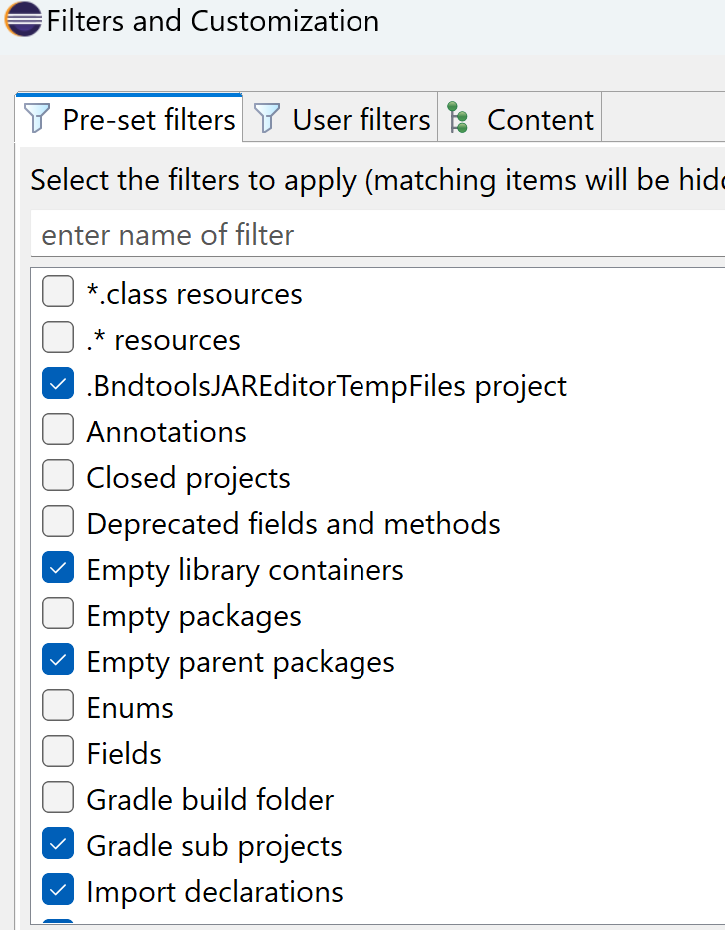 Filters and Customization
Pre-set filters
User filters
Content
Select the filters to apply (matching items will be
enter name of filter
*.class resources
.* resources
.BndtoolsJAREditorTempFiles project
Annotations
Closed projects
Deprecated fields and methods
Empty library containers
Empty packages
Empty parent packages
Enums
Fields
Gradle build folder
Gradle sub projects
Import declarations